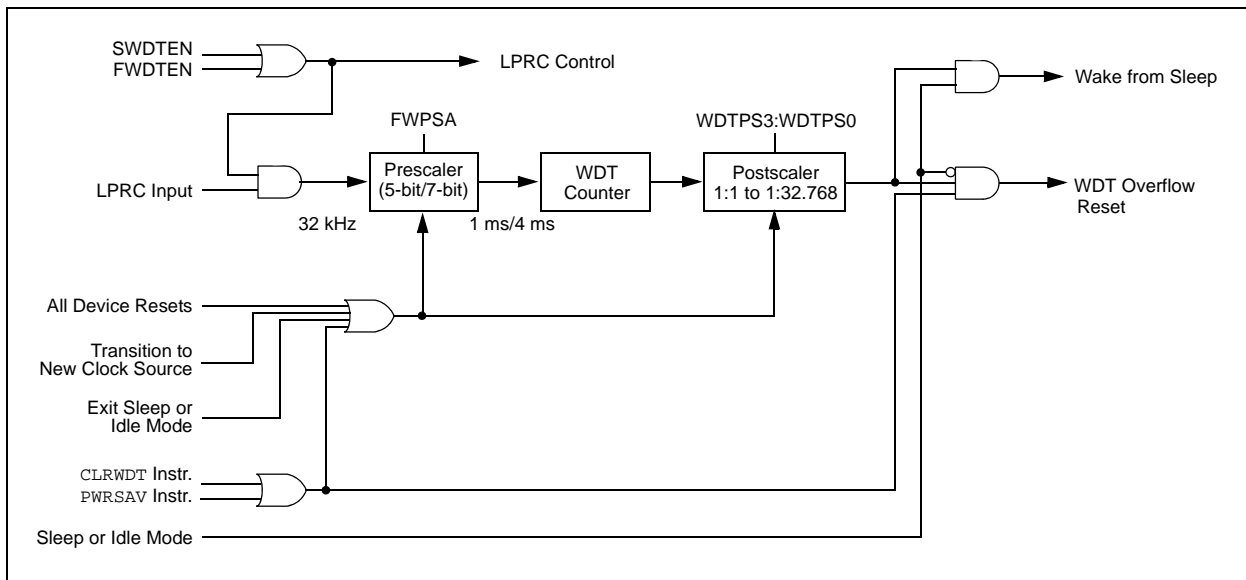 SWDTEN
FWDTEN
LPRC Control
Wake from Sleep
FWPSA
WDTPS3:WDTPS0
LPRC Input
Prescaler
(5-bit/7-bit)
WDT
Counter
Postscaler
1:1 to 1:32.768
WDT Overflow
Reset
32 kHz
1 ms/4 ms
All Device Resets
Transition to
New Clock Source
Exit Sleep or
Idle Mode
CLRWDT Instr.
PWRSAV Instr.
Sleep or Idle Mode